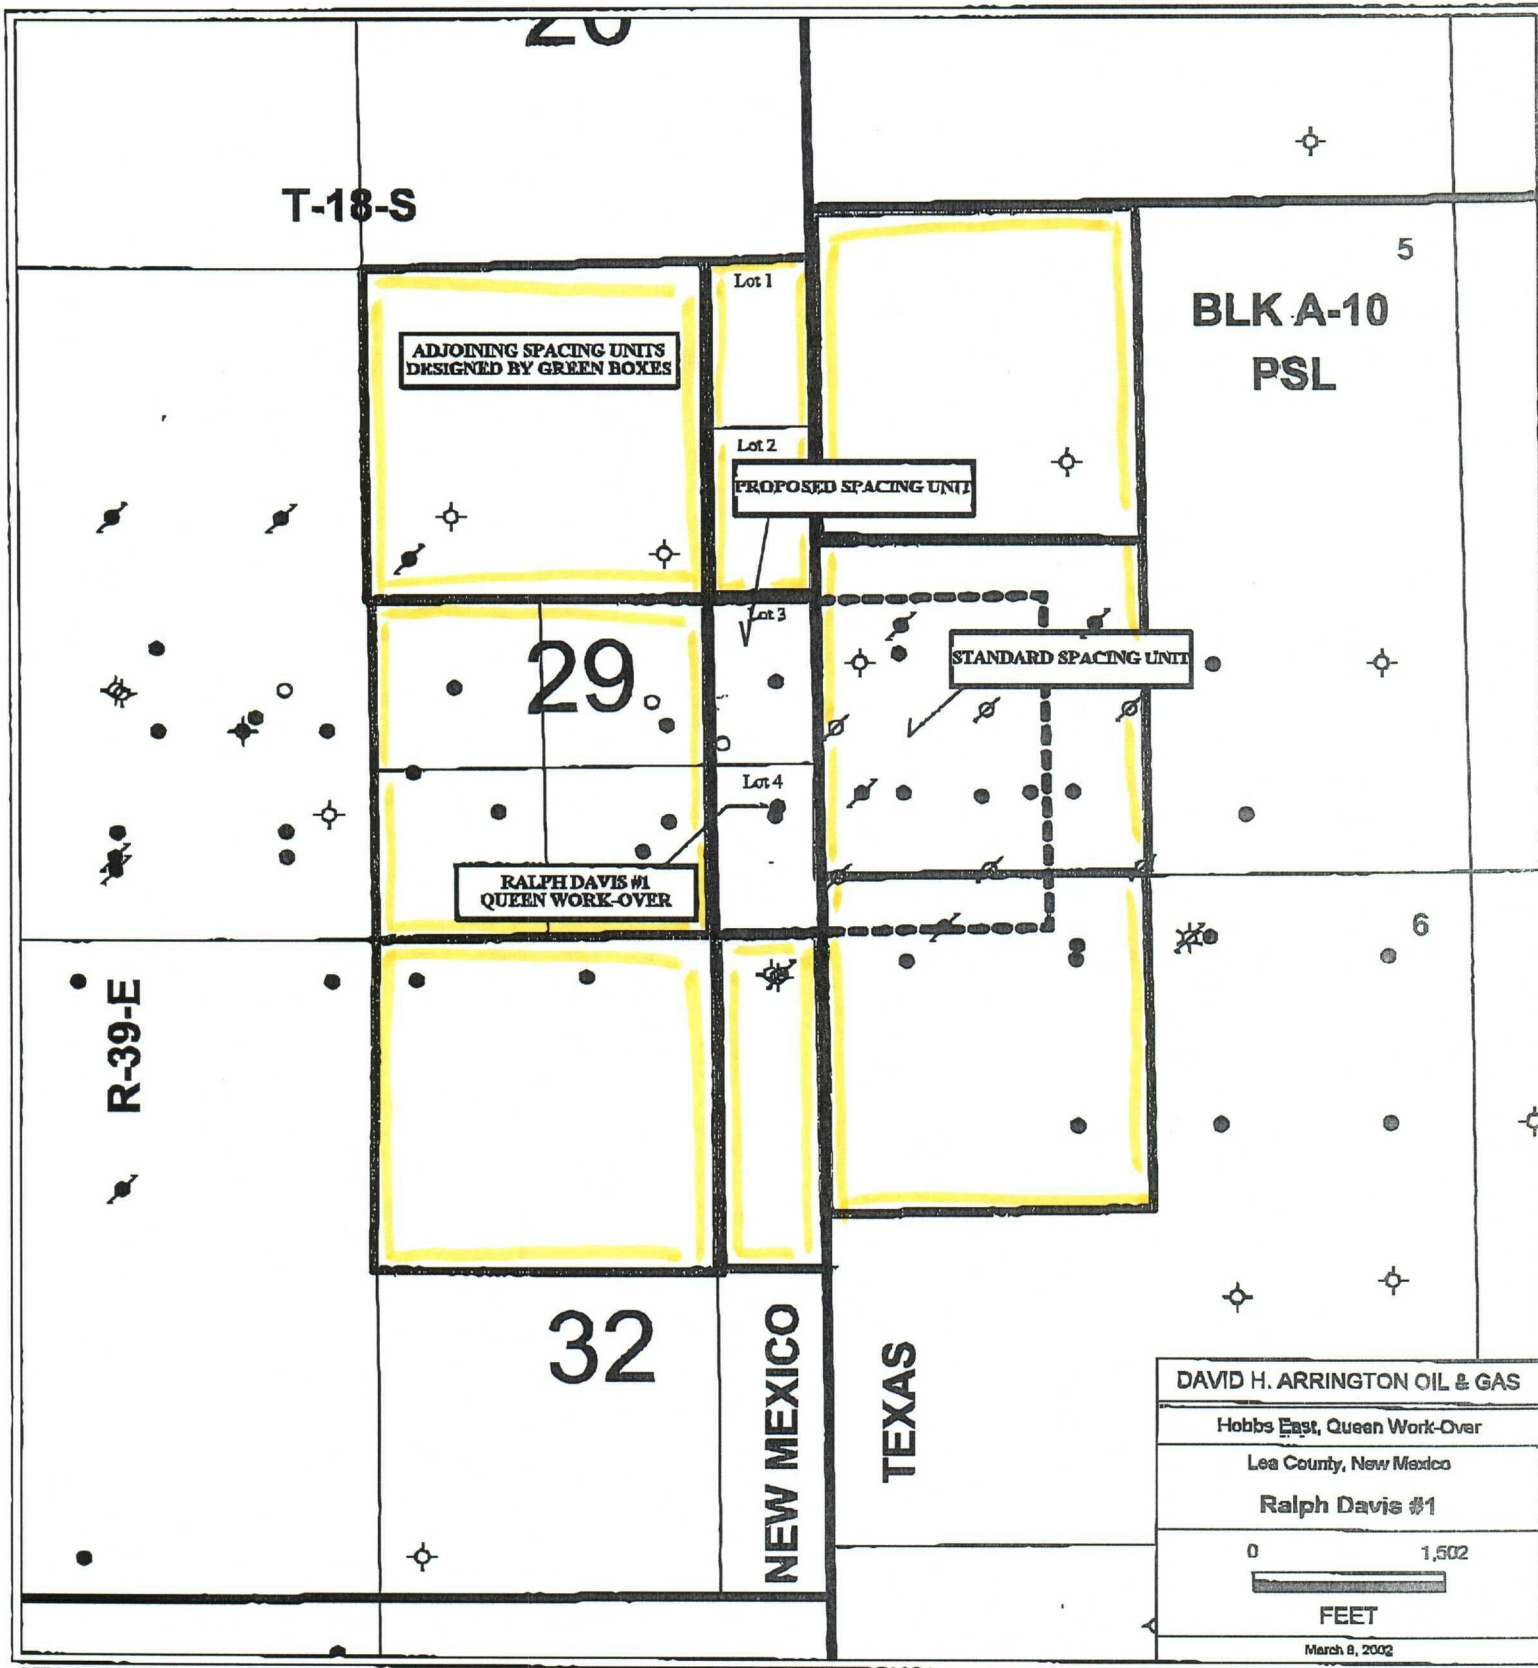 20
T-18-S
5
Lot 1
BLK A-10
PSL
ADJOINING SPACING UNITS
DESIGNED BY GREEN BOXES
Lot 2
PROPOSED SPACING UNIT
Lot 3
29
STANDARD SPACING UNIT
Lot 4
RALPH DAVIS #1
QUEEN WORK-OVER
6
R-39-E
32
NEW MEXICO
TEXAS
DAVID H. ARRINGTON OIL & GAS
Hobbs East, Queen Work-Over
Lea County, New Mexico
Ralph Davis #1
0 1,502
FEET
March 8, 2002